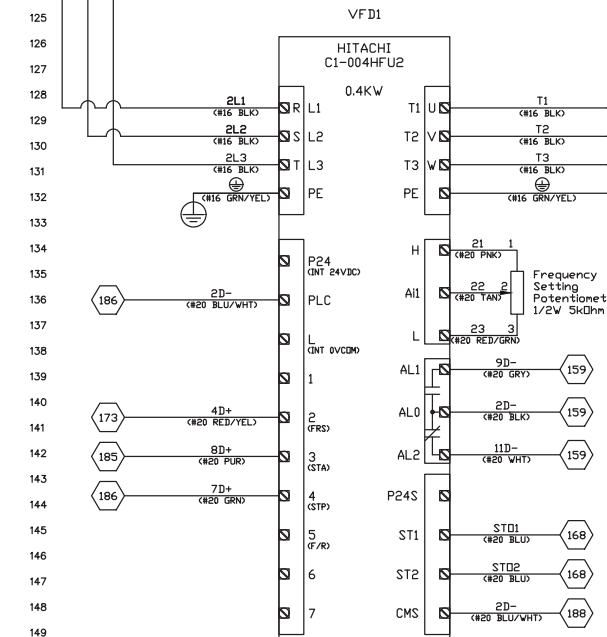 125
VFD1
126
HITACHI
C1-004HFU2
127
128
0.4KW
2L1
(#16 BLK)
R L1
T1 U
T1
(#16 BLK)
129
2L2
(#16 BLK)
S L2
T2 V
T2
(#16 BLK)
130
2L3
(#16 BLK)
T L3
T3 W
T3
(#16 BLK)
131
132
(#16 GRN/YEL)
PE
PE
(#16 GRN/YEL)
133
134
H
21
1
(#20 PNK)
P24
(INT 24VDC)
135
Frequency
Setting
Potentiomet
1/2W 5kOhm
136
186
2D-
(#20 BLU/WHT)
PLC
Ai1
22
2
(#20 TAN)
137
L
23
3
(#20 RED/GRN)
L
(INT 0VCOM)
138
139
1
AL1
9D-
(#20 GRY)
159
140
173
4D+
(#20 RED/YEL)
2
(FRS)
AL0
2D-
(#20 BLK)
159
141
142
185
8D+
(#20 PUR)
3
(STA)
AL2
11D-
(#20 WHT)
159
143
186
7D+
(#20 GRN)
4
(STP)
P24S
144
145
5
(F/R)
ST1
STO1
(#20 BLU)
168
146
6
ST2
STO2
(#20 BLU)
168
147
148
7
CMS
2D-
(#20 BLU/WHT)
188
149